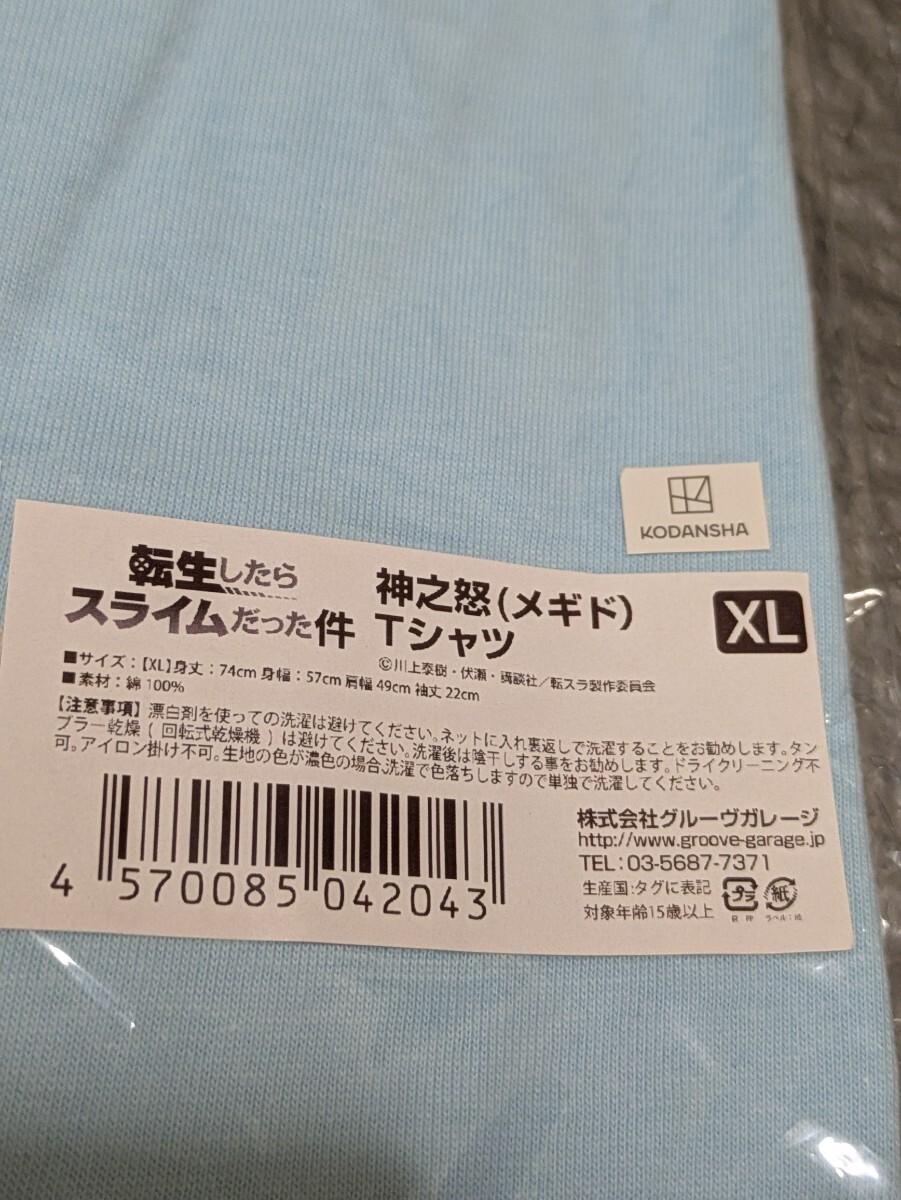 KODANSHA
転生したら
スライムだった件
神之怒(メギド)
Tシャツ
XL
©川上泰樹・伏瀬・講談社／転スラ製作委員会
■サイズ：【XL】身丈：74cm 身幅：57cm 肩幅 49cm 袖丈 22cm
■素材：綿 100%
【注意事項】漂白剤を使っての洗濯は避けてください。ネットに入れ裏返しで洗濯することをお勧めします。タン
ブラー乾燥( 回転式乾燥機 )は避けてください。洗濯後は陰干しする事をお勧めします。ドライクリーニング不
可。アイロン掛け不可。生地の色が濃色の場合、洗濯で色落ちしますので単独で洗濯してください。
4 570085 042043
株式会社グルーヴガレージ
http://www.groove-garage.jp
TEL：03-5687-7371
生産国：タグに表記
対象年齢15歳以上
プラ
紙